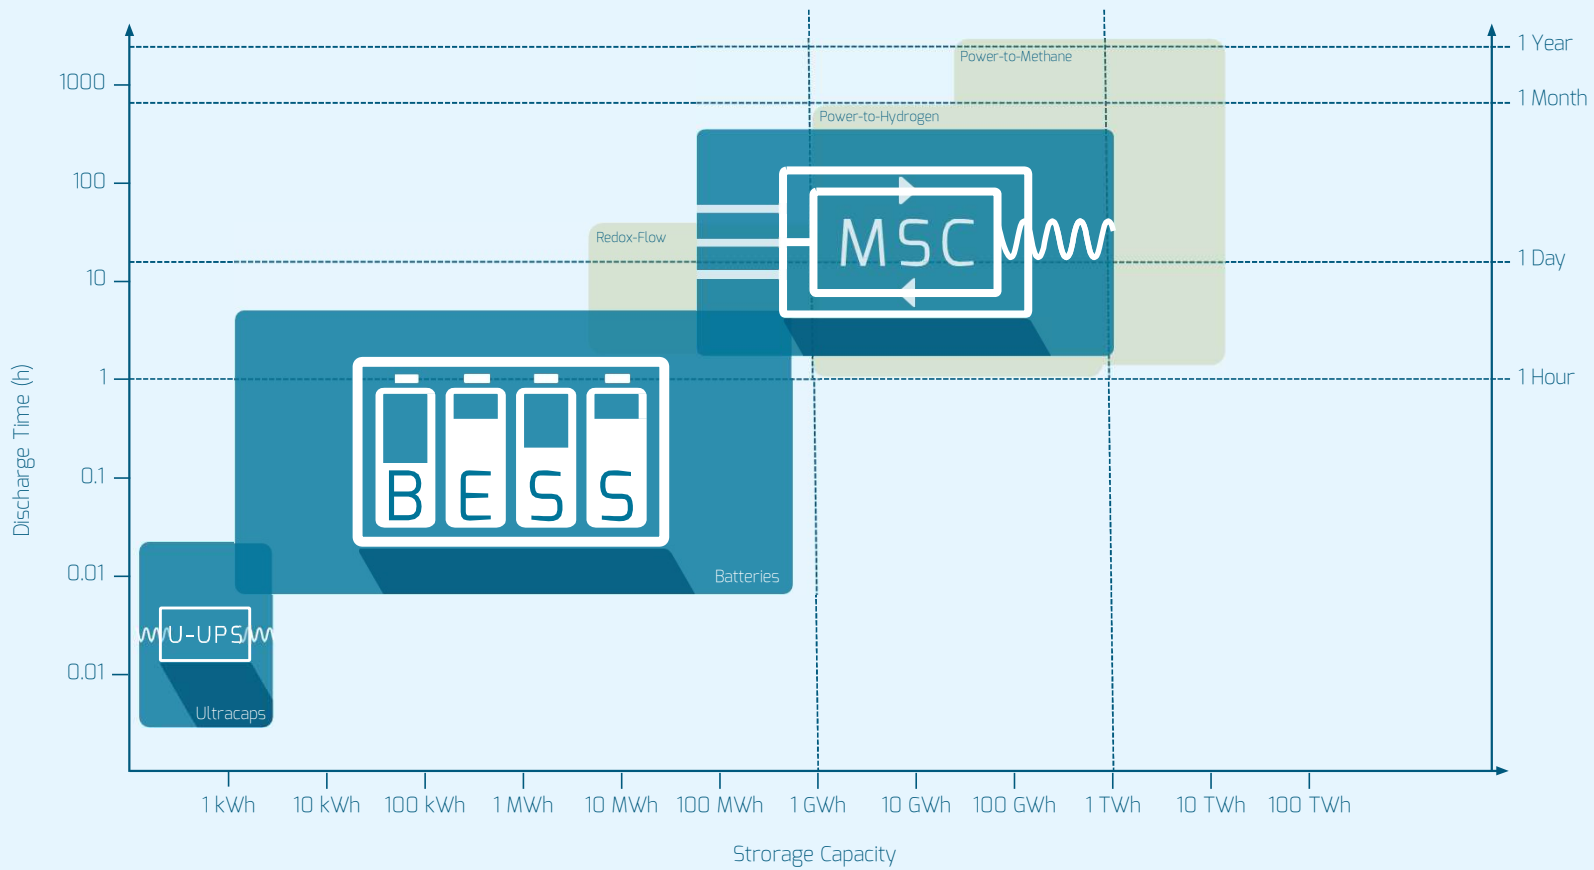 1 Year
Power-to-Methane
1000
1 Month
Power-to-Hydrogen
100
MSC
Redox-Flow
1 Day
10
1
1 Hour
Discharge Time (h)
0.1
BESS
0.01
Batteries
U-UPS
0.01
Ultracaps
1 kWh 10 kWh 100 kWh 1 MWh 10 MWh 100 MWh 1 GWh 10 GWh 100 GWh 1 TWh 10 TWh 100 TWh
Strorage Capacity